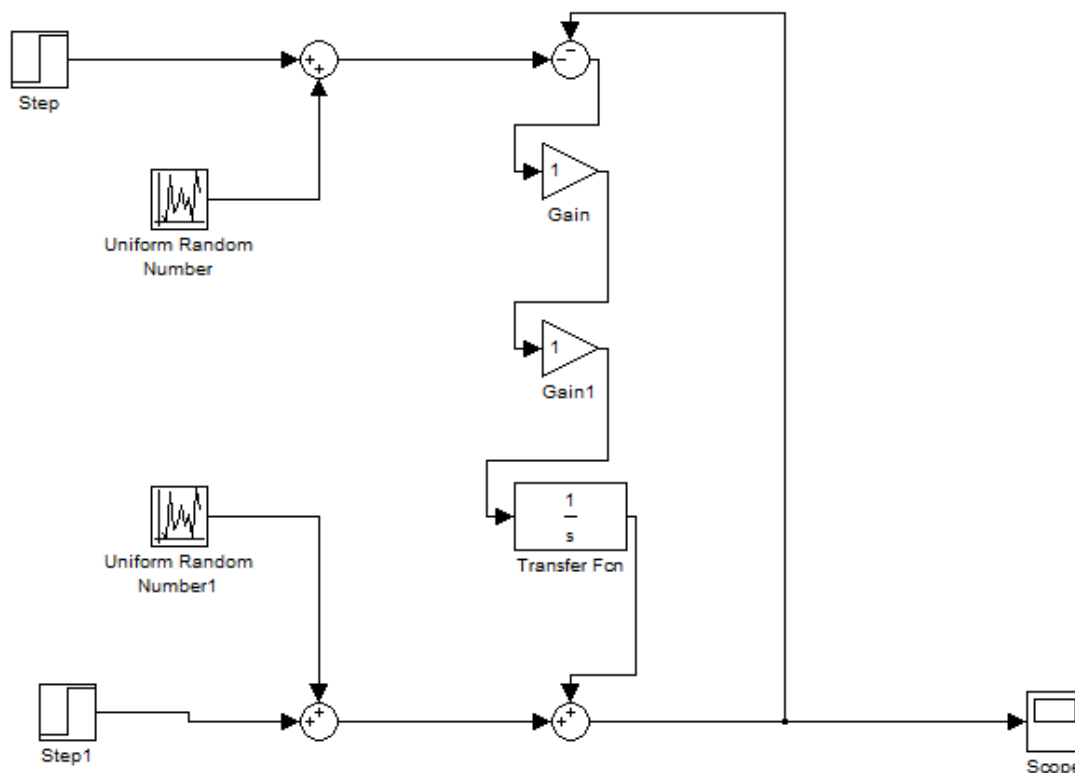 Step
+
+
−
−
1
Gain
Uniform Random
Number
1
Gain1
1
s
Transfer Fcn
Uniform Random
Number1
+
+
+
+
Step1
Scope